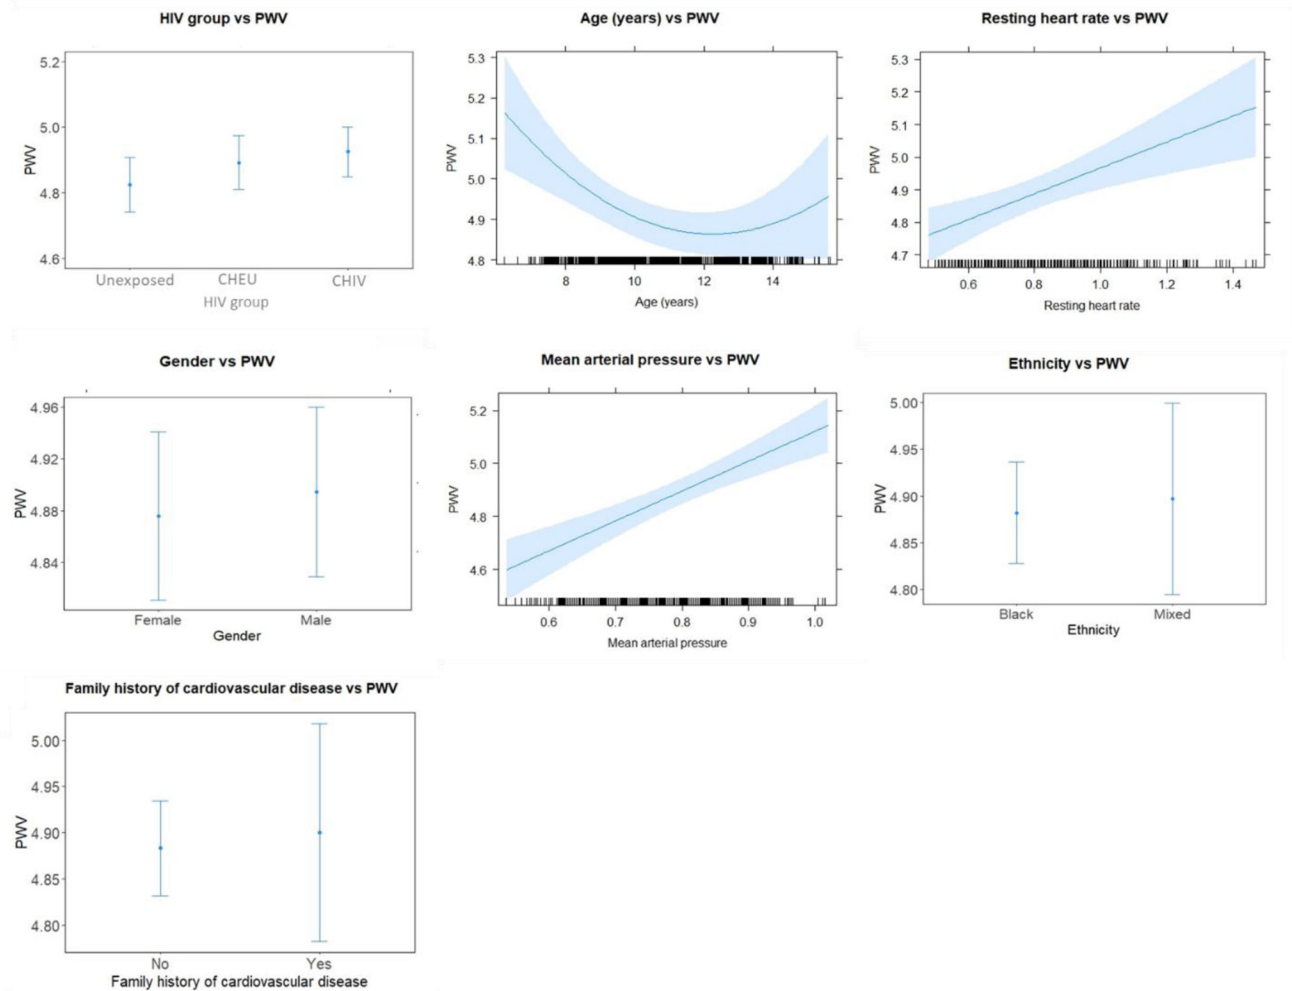 HIV group vs PWV
5.2
5.0
4.8
4.6
PWV
Unexposed CHEU CHIV
HIV group
Age (years) vs PWV
5.3
5.2
5.1
5.0
4.9
4.8
PWV
8 10 12 14
Age (years)
Resting heart rate vs PWV
5.3
5.2
5.1
5.0
4.9
4.8
4.7
PWV
0.6 0.8 1.0 1.2 1.4
Resting heart rate
Gender vs PWV
4.96
4.92
4.88
4.84
PWV
Female Male
Gender
Mean arterial pressure vs PWV
5.2
5.0
4.8
4.6
PWV
0.6 0.7 0.8 0.9 1.0
Mean arterial pressure
Ethnicity vs PWV
5.00
4.95
4.90
4.85
4.80
PWV
Black Mixed
Ethnicity
Family history of cardiovascular disease vs PWV
5.00
4.95
4.90
4.85
4.80
PWV
No Yes
Family history of cardiovascular disease